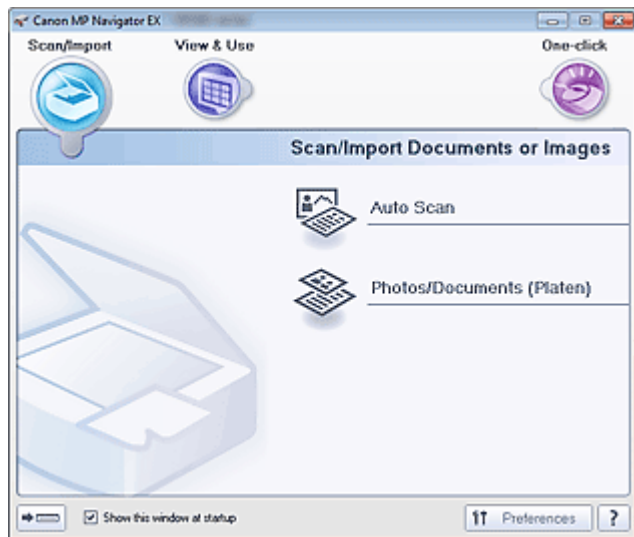 Canon MP Navigator EX
Scan/Import
View & Use
One-click
Scan/Import Documents or Images
Auto Scan
Photos/Documents (Platen)
Show this window at startup
Preferences
?